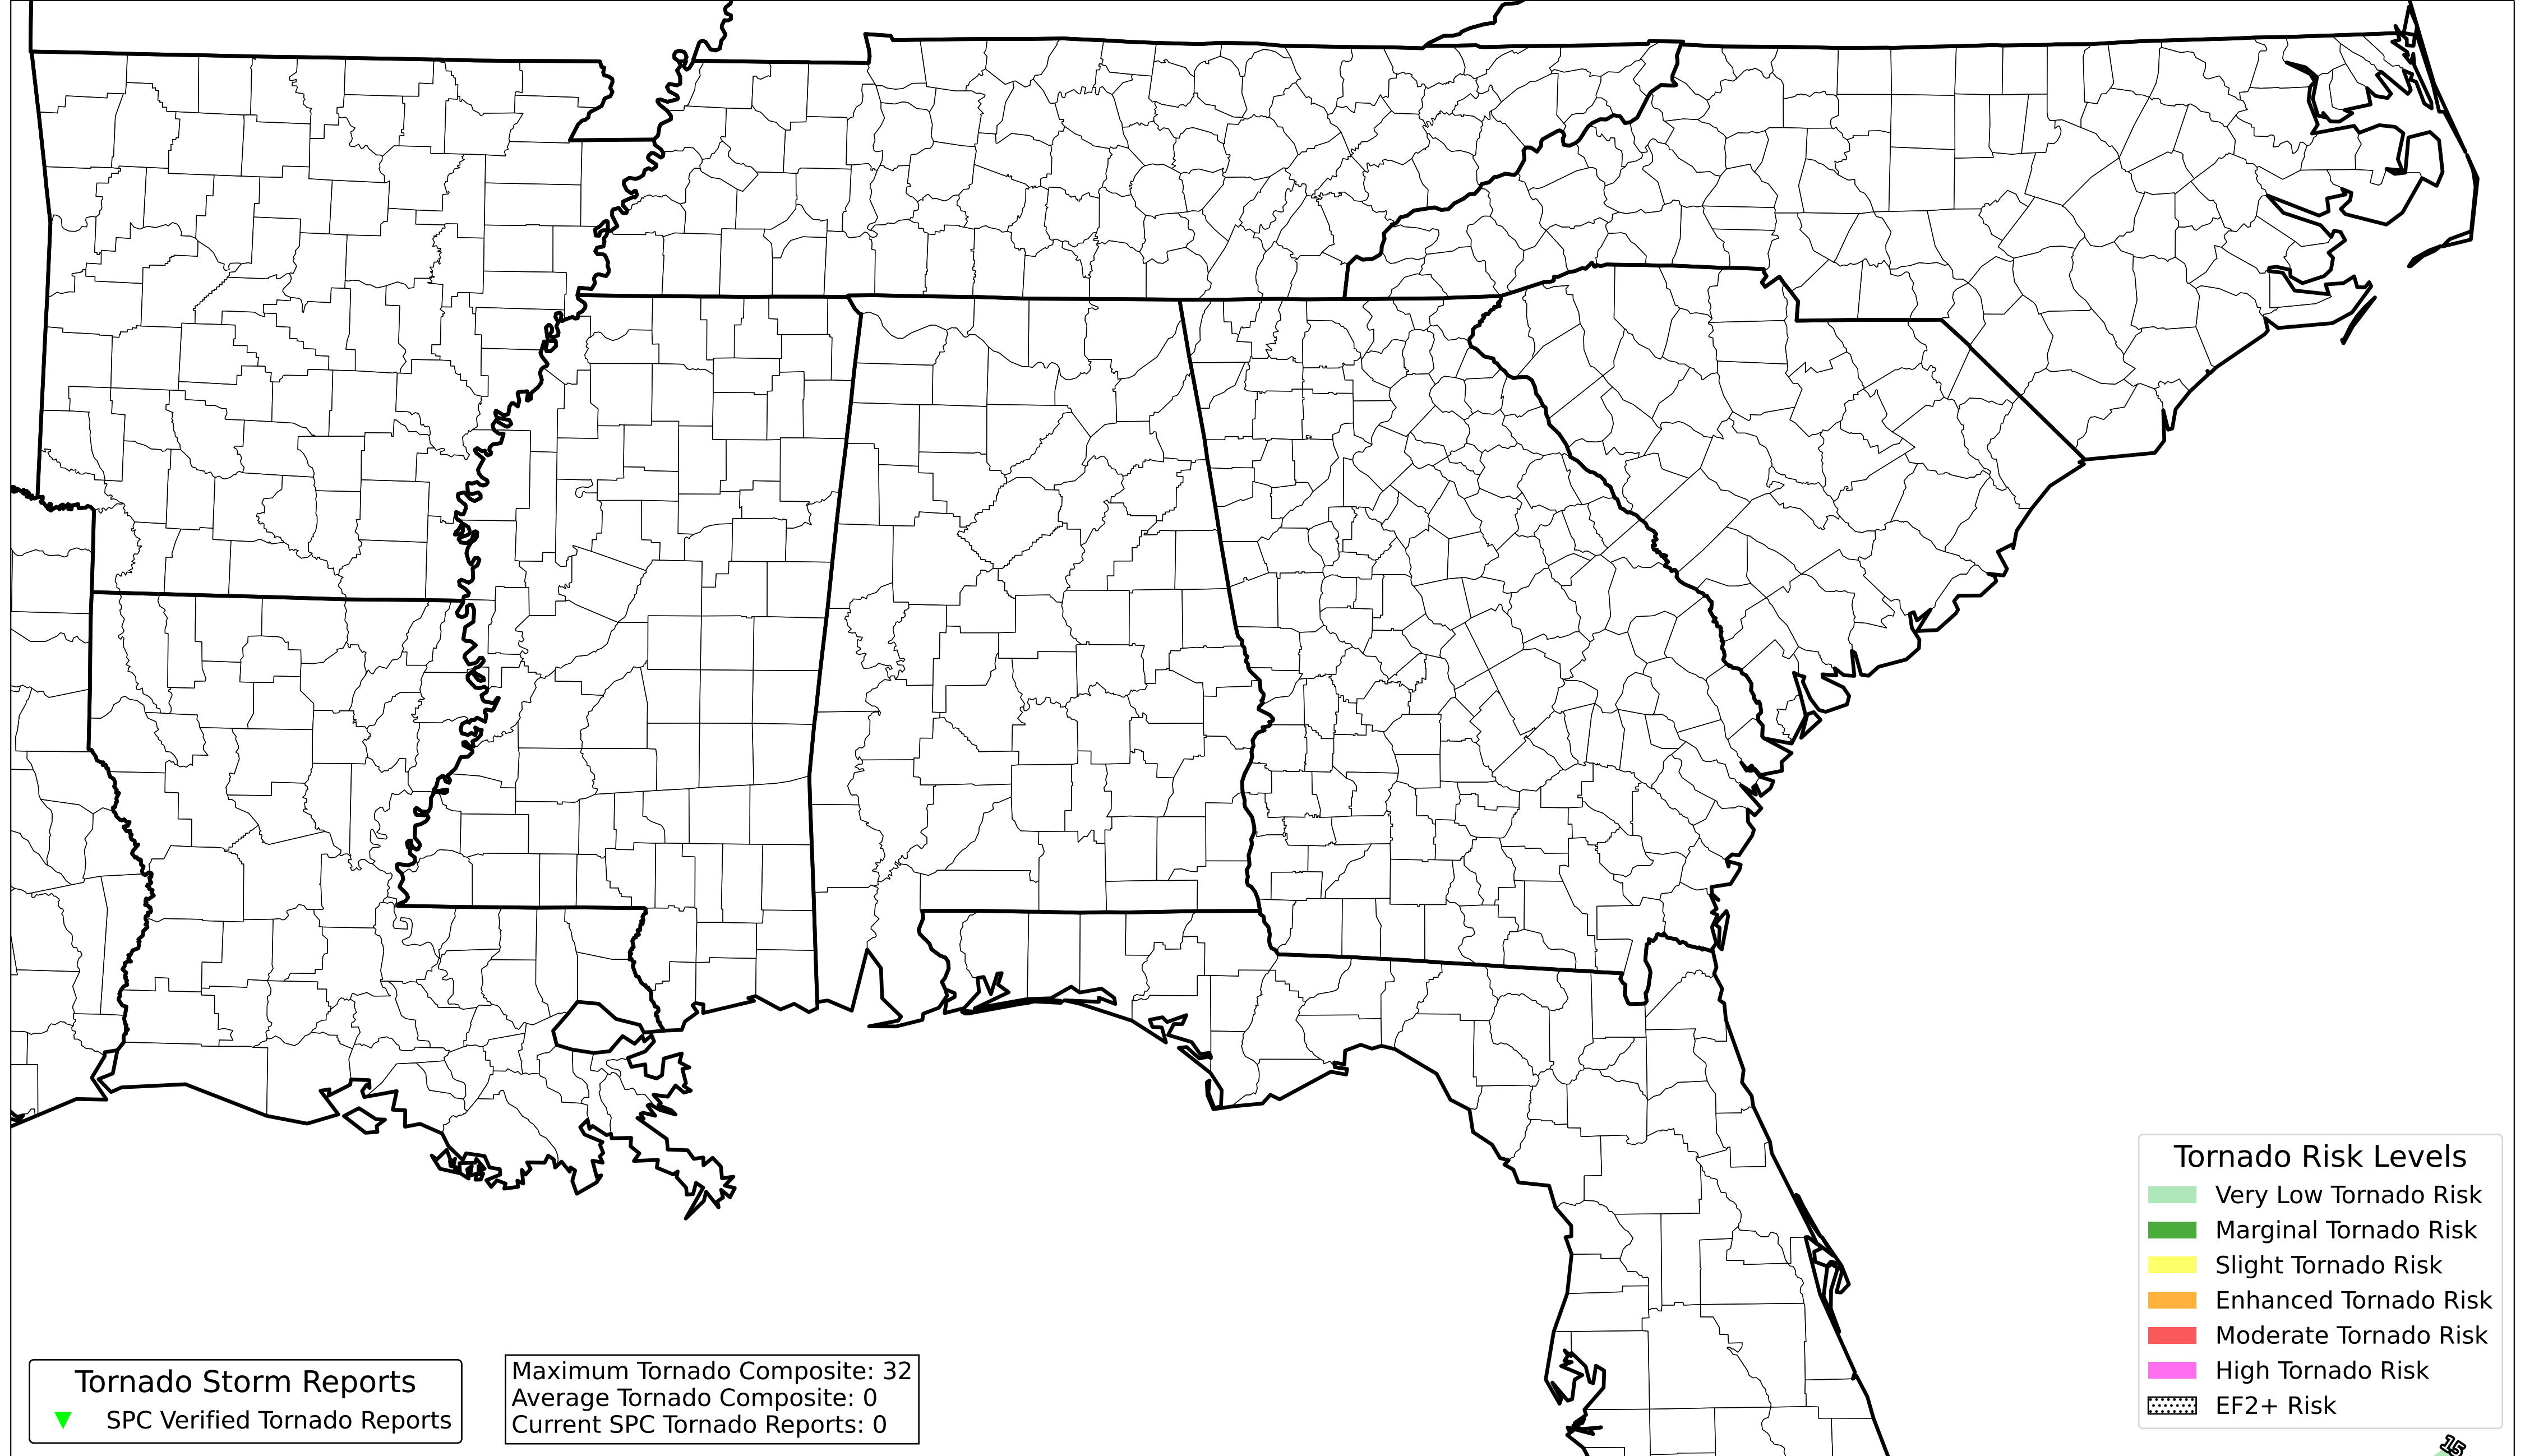 Tornado Risk Levels
Very Low Tornado Risk
Marginal Tornado Risk
Slight Tornado Risk
Enhanced Tornado Risk
Moderate Tornado Risk
High Tornado Risk
EF2+ Risk
Tornado Storm Reports
SPC Verified Tornado Reports
Maximum Tornado Composite: 32
Average Tornado Composite: 0
Current SPC Tornado Reports: 0
15